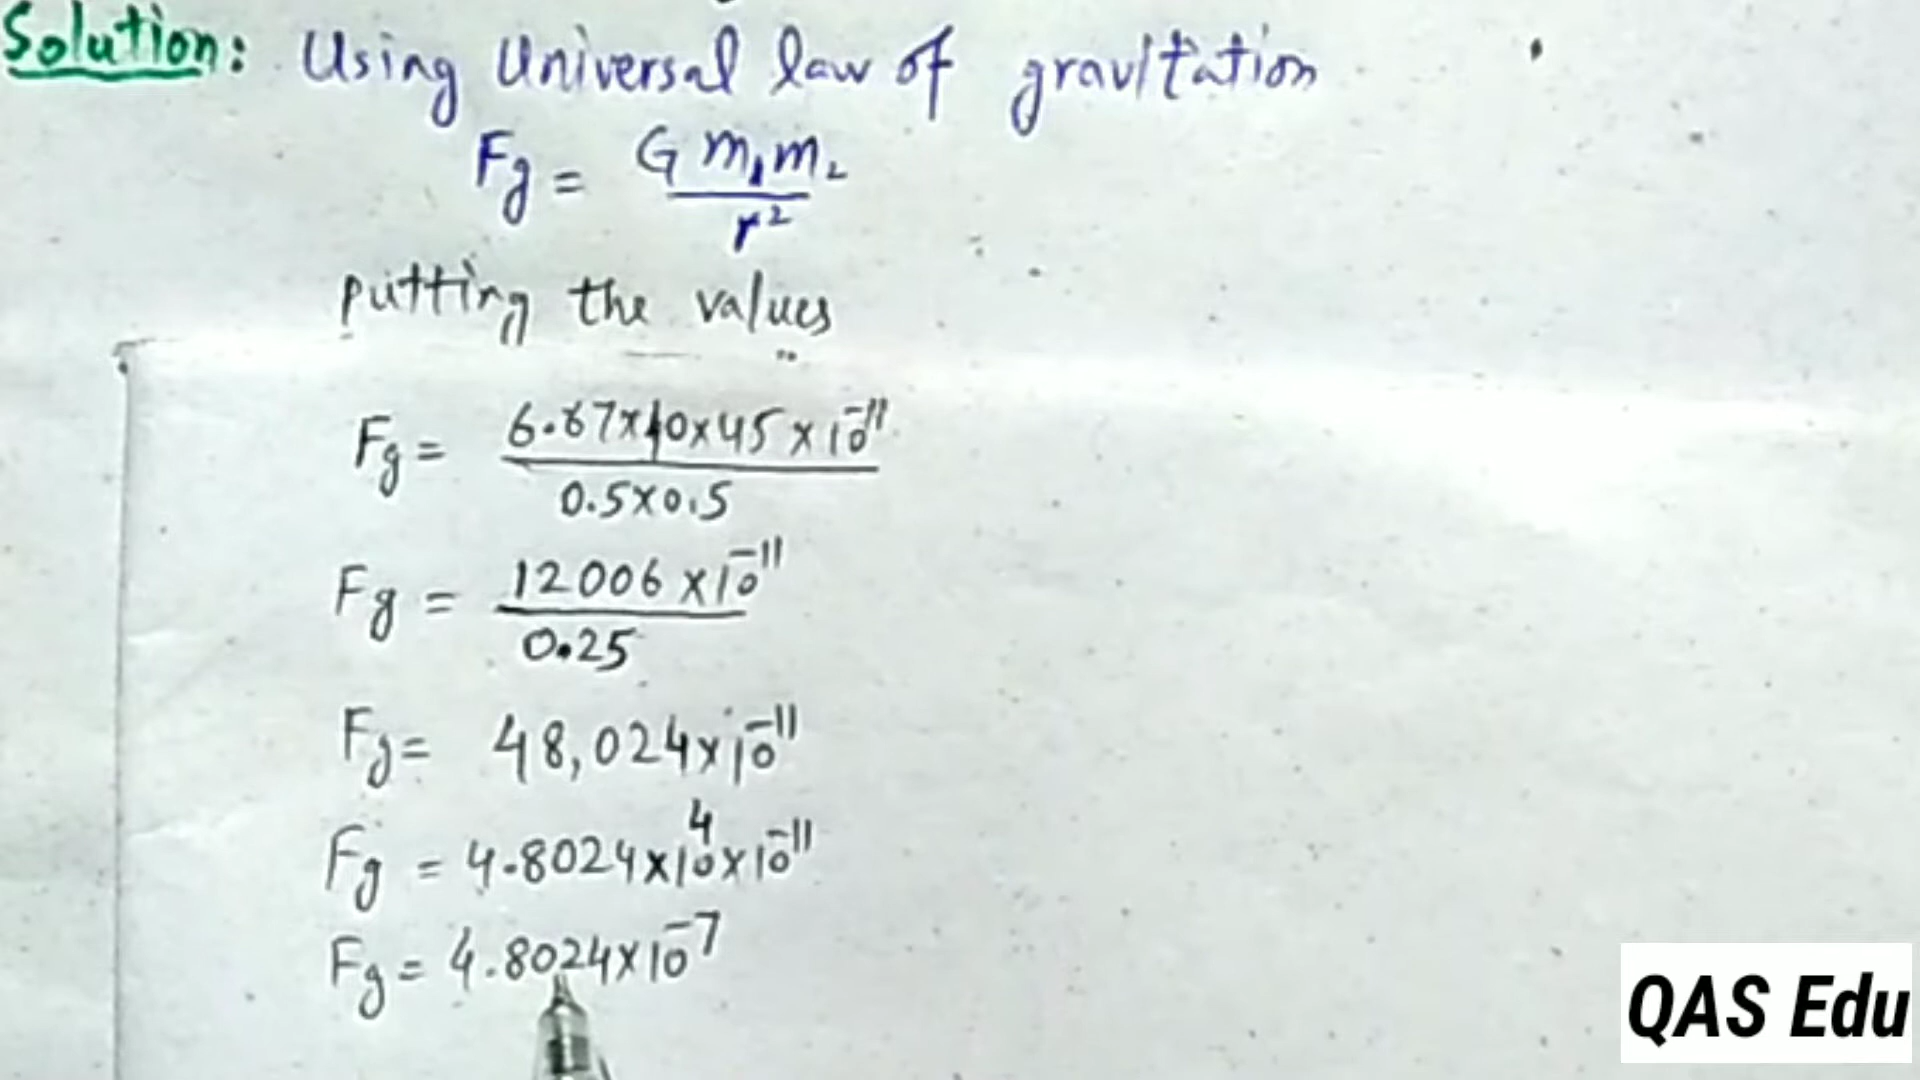 Solution: Using Universal law of gravitation
Fg = G m₁m₂ / r²
putting the values
Fg = 6.67×40×45×10⁻¹¹ / 0.5×0.5
Fg = 12006×10⁻¹¹ / 0.25
Fg = 48,024×10⁻¹¹
Fg = 4.8024×10⁴×10⁻¹¹
Fg = 4.8024×10⁻⁷
QAS Edu